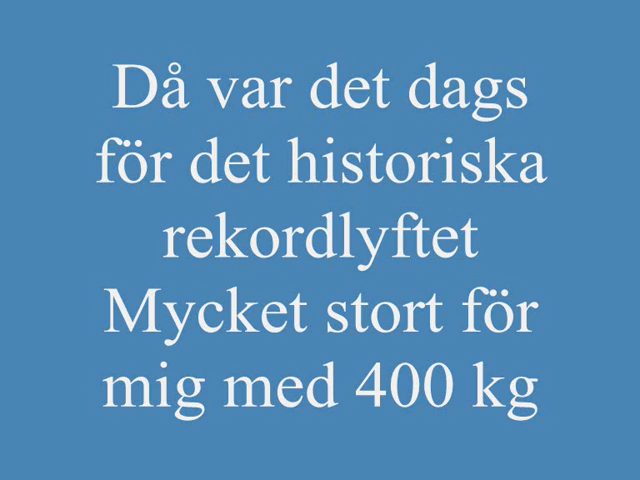 Då var det dags
för det historiska
rekordlyftet
Mycket stort för
mig med 400 kg